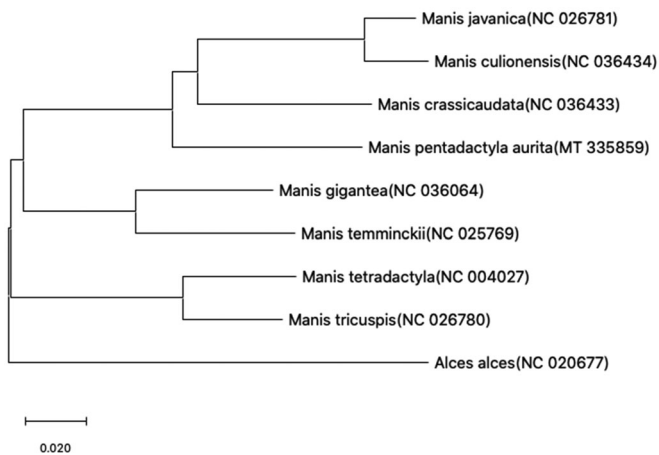 Manis javanica(NC 026781)
Manis culionensis(NC 036434)
Manis crassicaudata(NC 036433)
Manis pentadactyla aurita(MT 335859)
Manis gigantea(NC 036064)
Manis temminckii(NC 025769)
Manis tetradactyla(NC 004027)
Manis tricuspis(NC 026780)
Alces alces(NC 020677)
0.020